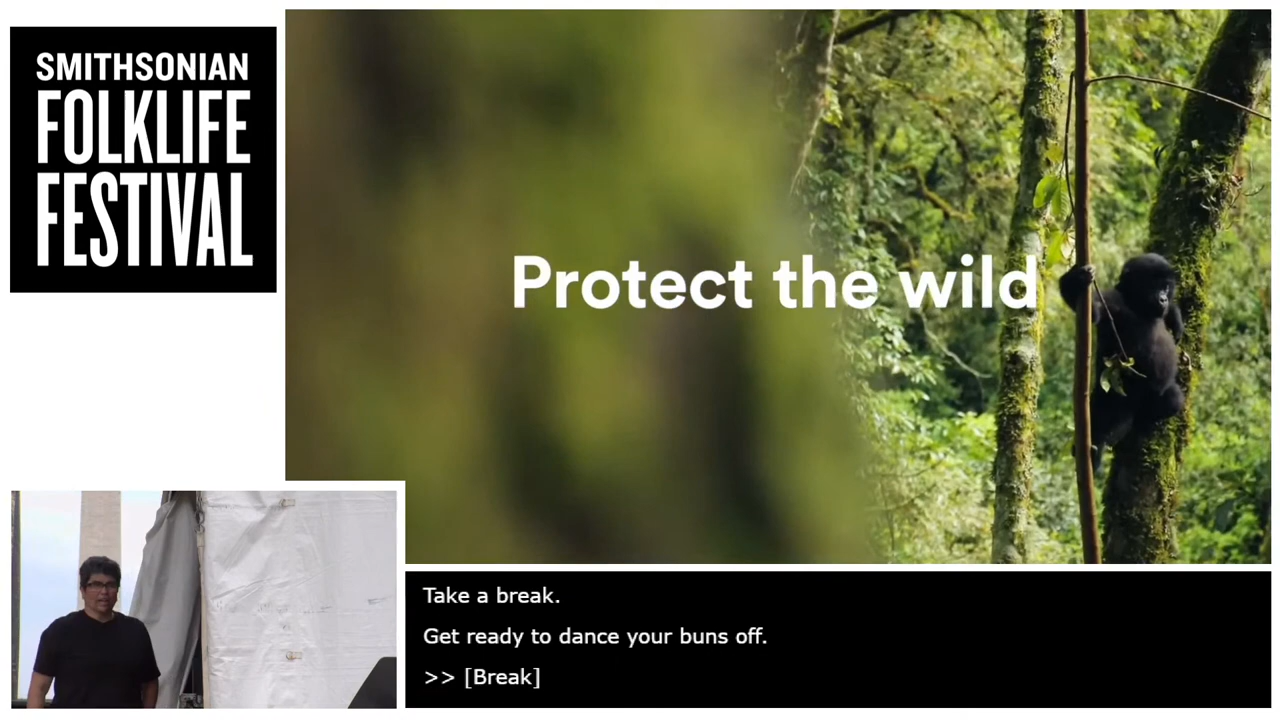 SMITHSONIAN
FOLKLIFE
FESTIVAL
Protect the wild
Take a break.
Get ready to dance your buns off.
>> [Break]